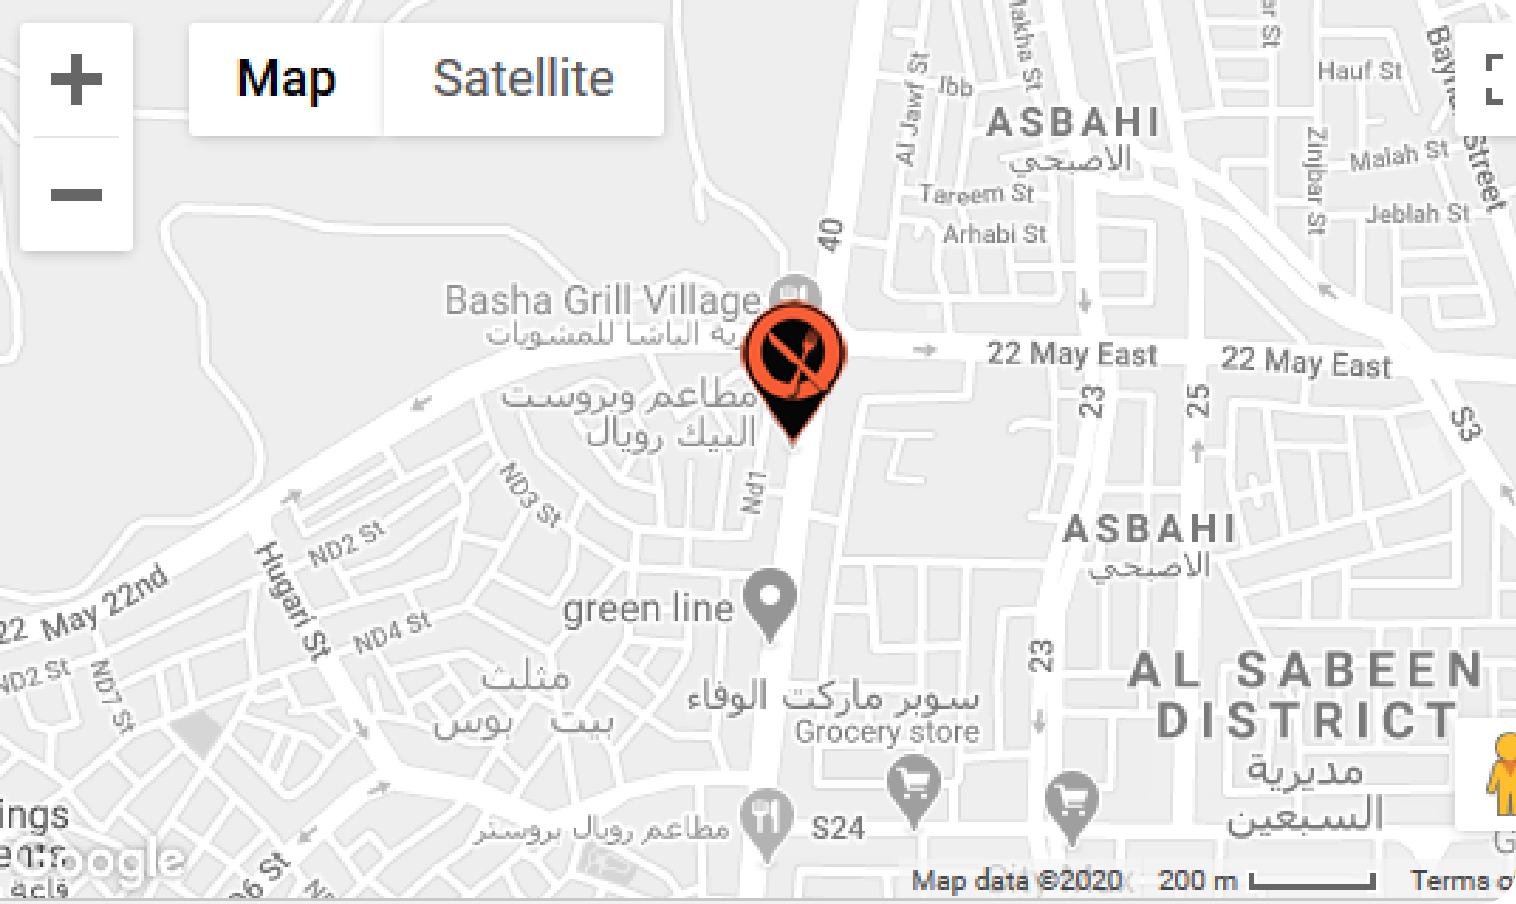 Map
Satellite
Hauf St
Ibb
Al Jawf St
ASBAHI
الاصبحي
Zinjbar St
Malah St
Street
Tareem St
Jeblah St
Arhabi St
40
Basha Grill Village
الباشا للمشويات
22 May East
22 May East
مطاعم وبروست
البيك رويال
23
25
S3
Nd1
ND3 St
ND2 St
ASBAHI
الاصبحي
Hugari St
22 May 22nd
green line
ND4 St
ND2 St
ND7 St
23
AL SABEEN
DISTRICT
مديرية
السبعين
مثلث
بيت بوس
سوبر ماركت الوفاء
Grocery store
مطاعم رويال بروستر
S24
ings
Google
Map data ©2020
200 m
Terms of